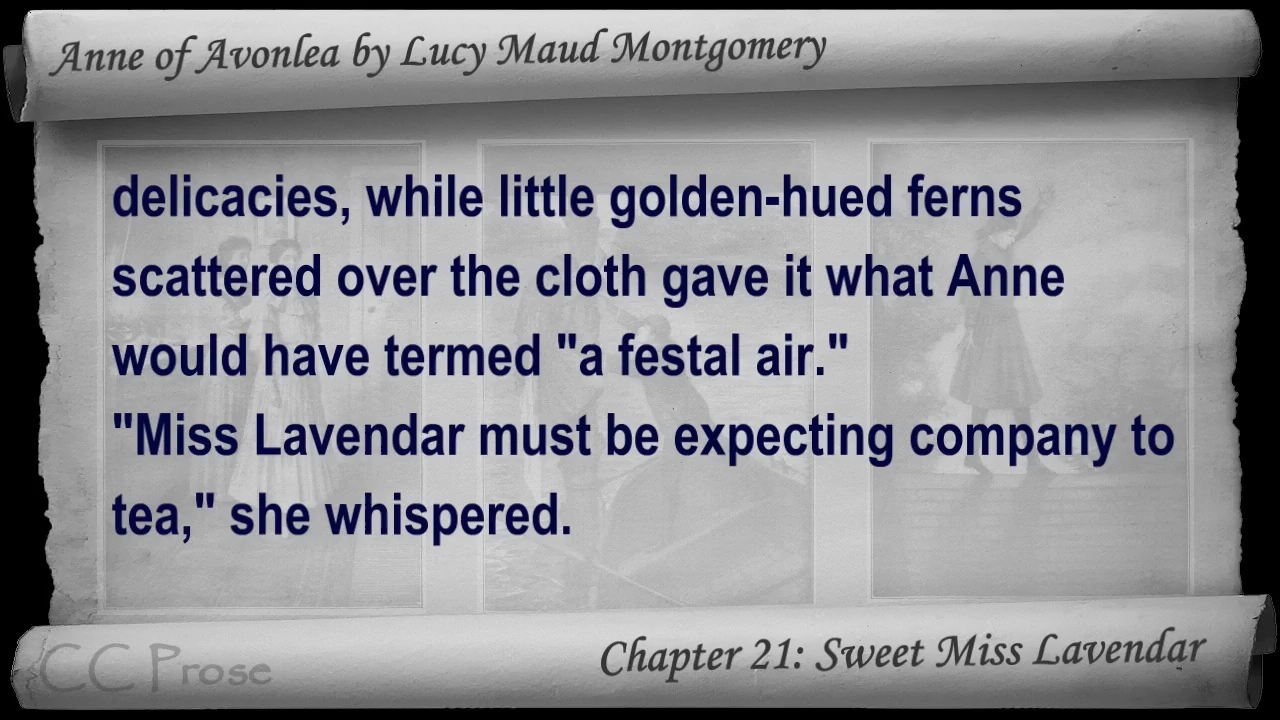 Anne of Avonlea by Lucy Maud Montgomery
delicacies, while little golden-hued ferns
scattered over the cloth gave it what Anne
would have termed "a festal air."
"Miss Lavendar must be expecting company to
tea," she whispered.
CC Prose
Chapter 21: Sweet Miss Lavendar